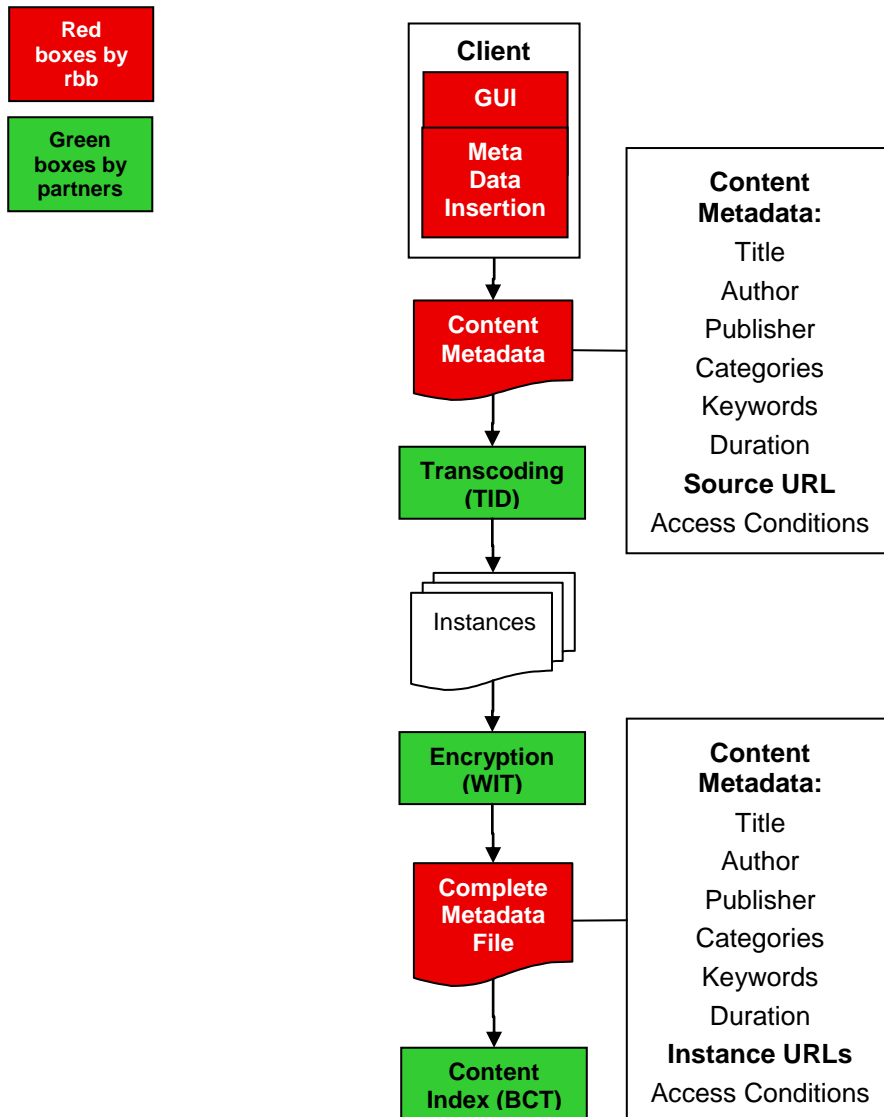 Red
boxes by
rbb
Green
boxes by
partners
Client
GUI
Meta
Data
Insertion
Content
Metadata
Content
Metadata:
Title
Author
Publisher
Categories
Keywords
Duration
Source URL
Access Conditions
Transcoding
(TID)
Instances
Encryption
(WIT)
Complete
Metadata
File
Content
Metadata:
Title
Author
Publisher
Categories
Keywords
Duration
Instance URLs
Access Conditions
Content
Index (BCT)